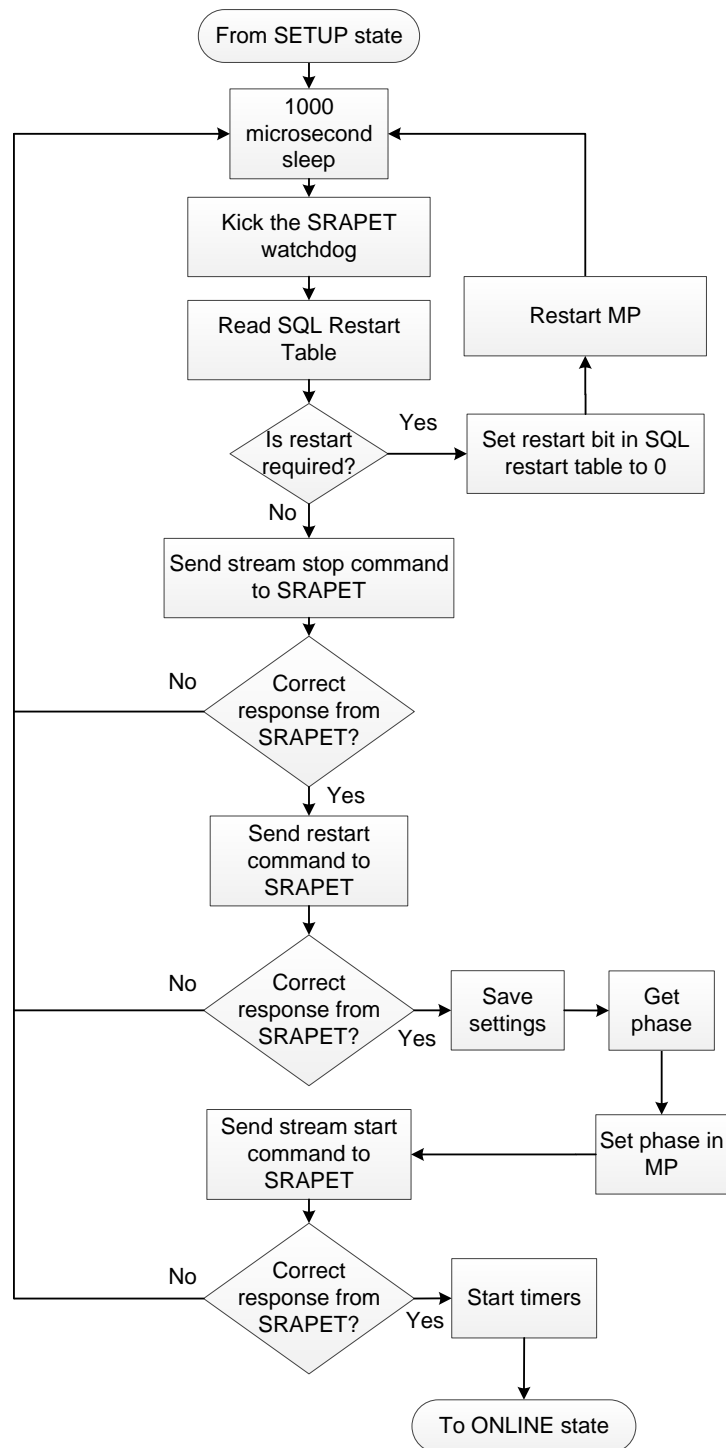 From SETUP state
1000
microsecond
sleep
Kick the SRAPET
watchdog
Read SQL Restart
Table
Restart MP
Is restart
required?
Yes
Set restart bit in SQL
restart table to 0
No
Send stream stop command
to SRAPET
No
Correct
response from
SRAPET?
Yes
Send restart
command to
SRAPET
No
Correct
response from
SRAPET?
Yes
Save
settings
Get
phase
Set phase in
MP
Send stream start
command to
SRAPET
No
Correct
response from
SRAPET?
Yes
Start timers
To ONLINE state